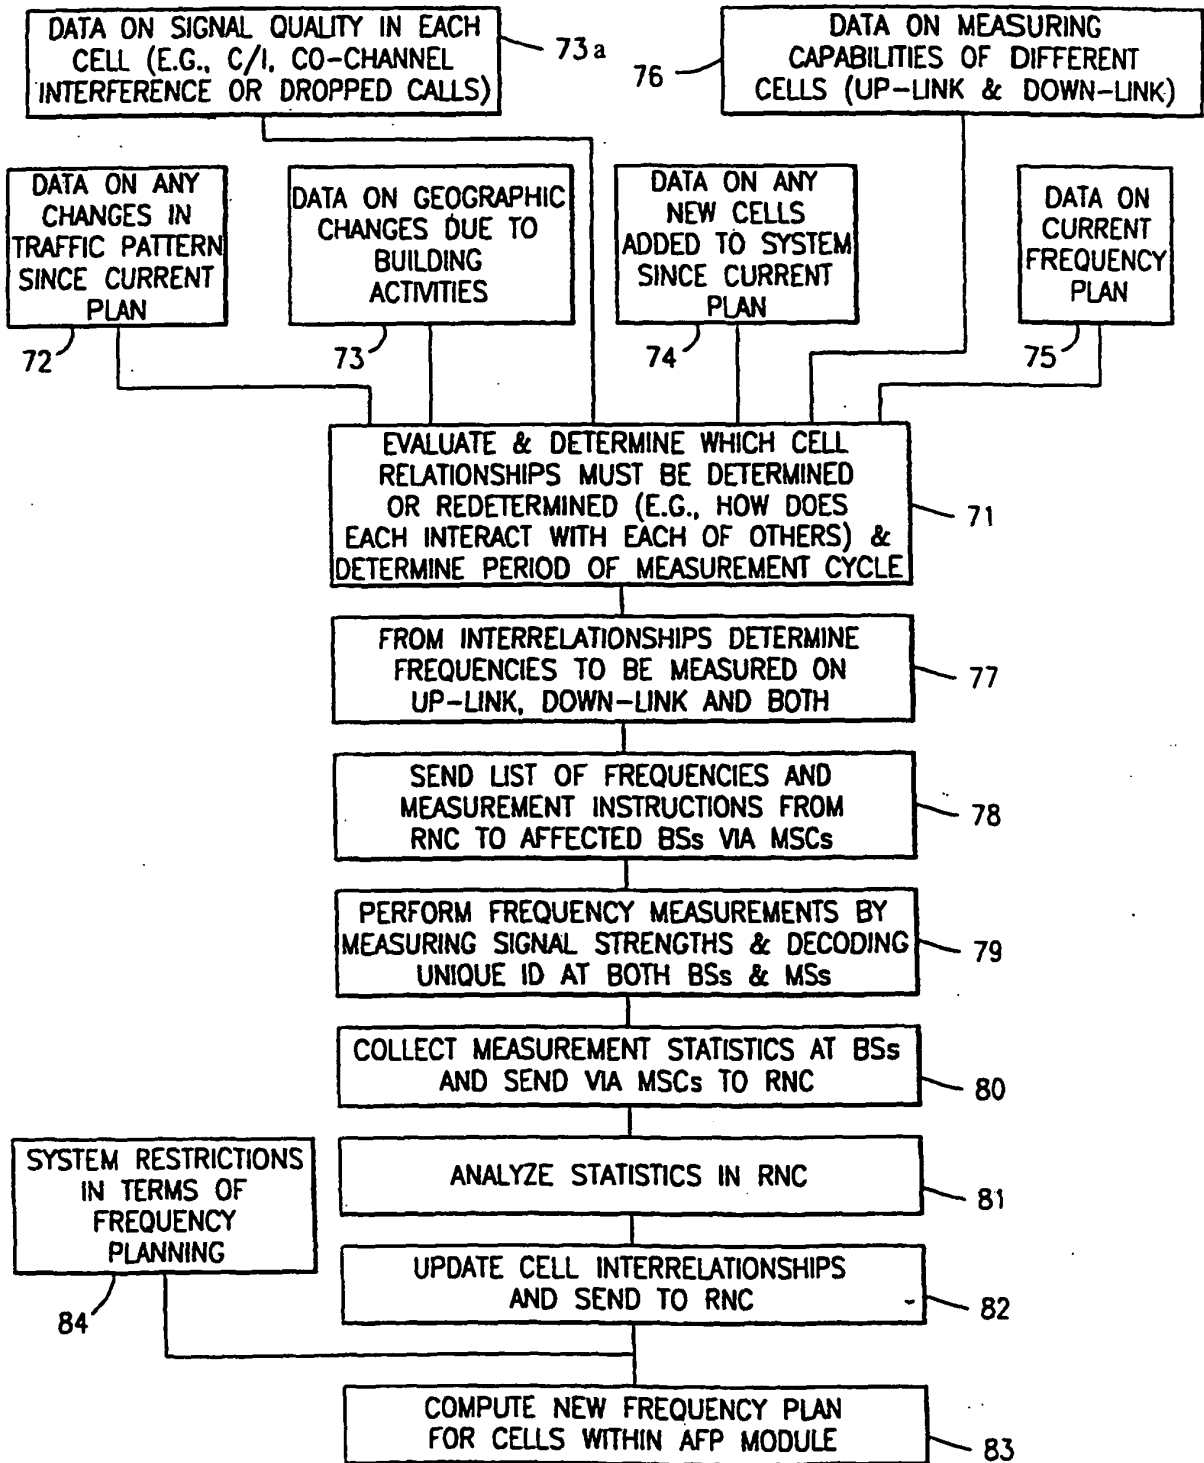 DATA ON SIGNAL QUALITY IN EACH
CELL (E.G., C/I, CO-CHANNEL
INTERFERENCE OR DROPPED CALLS)
73a
76
DATA ON MEASURING
CAPABILITIES OF DIFFERENT
CELLS (UP-LINK & DOWN-LINK)
DATA ON ANY
CHANGES IN
TRAFFIC PATTERN
SINCE CURRENT
PLAN
72
DATA ON GEOGRAPHIC
CHANGES DUE TO
BUILDING
ACTIVITIES
73
DATA ON ANY
NEW CELLS
ADDED TO SYSTEM
SINCE CURRENT
PLAN
74
DATA ON
CURRENT
FREQUENCY
PLAN
75
EVALUATE & DETERMINE WHICH CELL
RELATIONSHIPS MUST BE DETERMINED
OR REDETERMINED (E.G., HOW DOES
EACH INTERACT WITH EACH OF OTHERS) &
DETERMINE PERIOD OF MEASUREMENT CYCLE
71
FROM INTERRELATIONSHIPS DETERMINE
FREQUENCIES TO BE MEASURED ON
UP-LINK, DOWN-LINK AND BOTH
77
SEND LIST OF FREQUENCIES AND
MEASUREMENT INSTRUCTIONS FROM
RNC TO AFFECTED BSs VIA MSCs
78
PERFORM FREQUENCY MEASUREMENTS BY
MEASURING SIGNAL STRENGTHS & DECODING
UNIQUE ID AT BOTH BSs & MSs
79
COLLECT MEASUREMENT STATISTICS AT BSs
AND SEND VIA MSCs TO RNC
80
SYSTEM RESTRICTIONS
IN TERMS OF
FREQUENCY
PLANNING
84
ANALYZE STATISTICS IN RNC
81
UPDATE CELL INTERRELATIONSHIPS
AND SEND TO RNC
82
COMPUTE NEW FREQUENCY PLAN
FOR CELLS WITHIN AFP MODULE
83